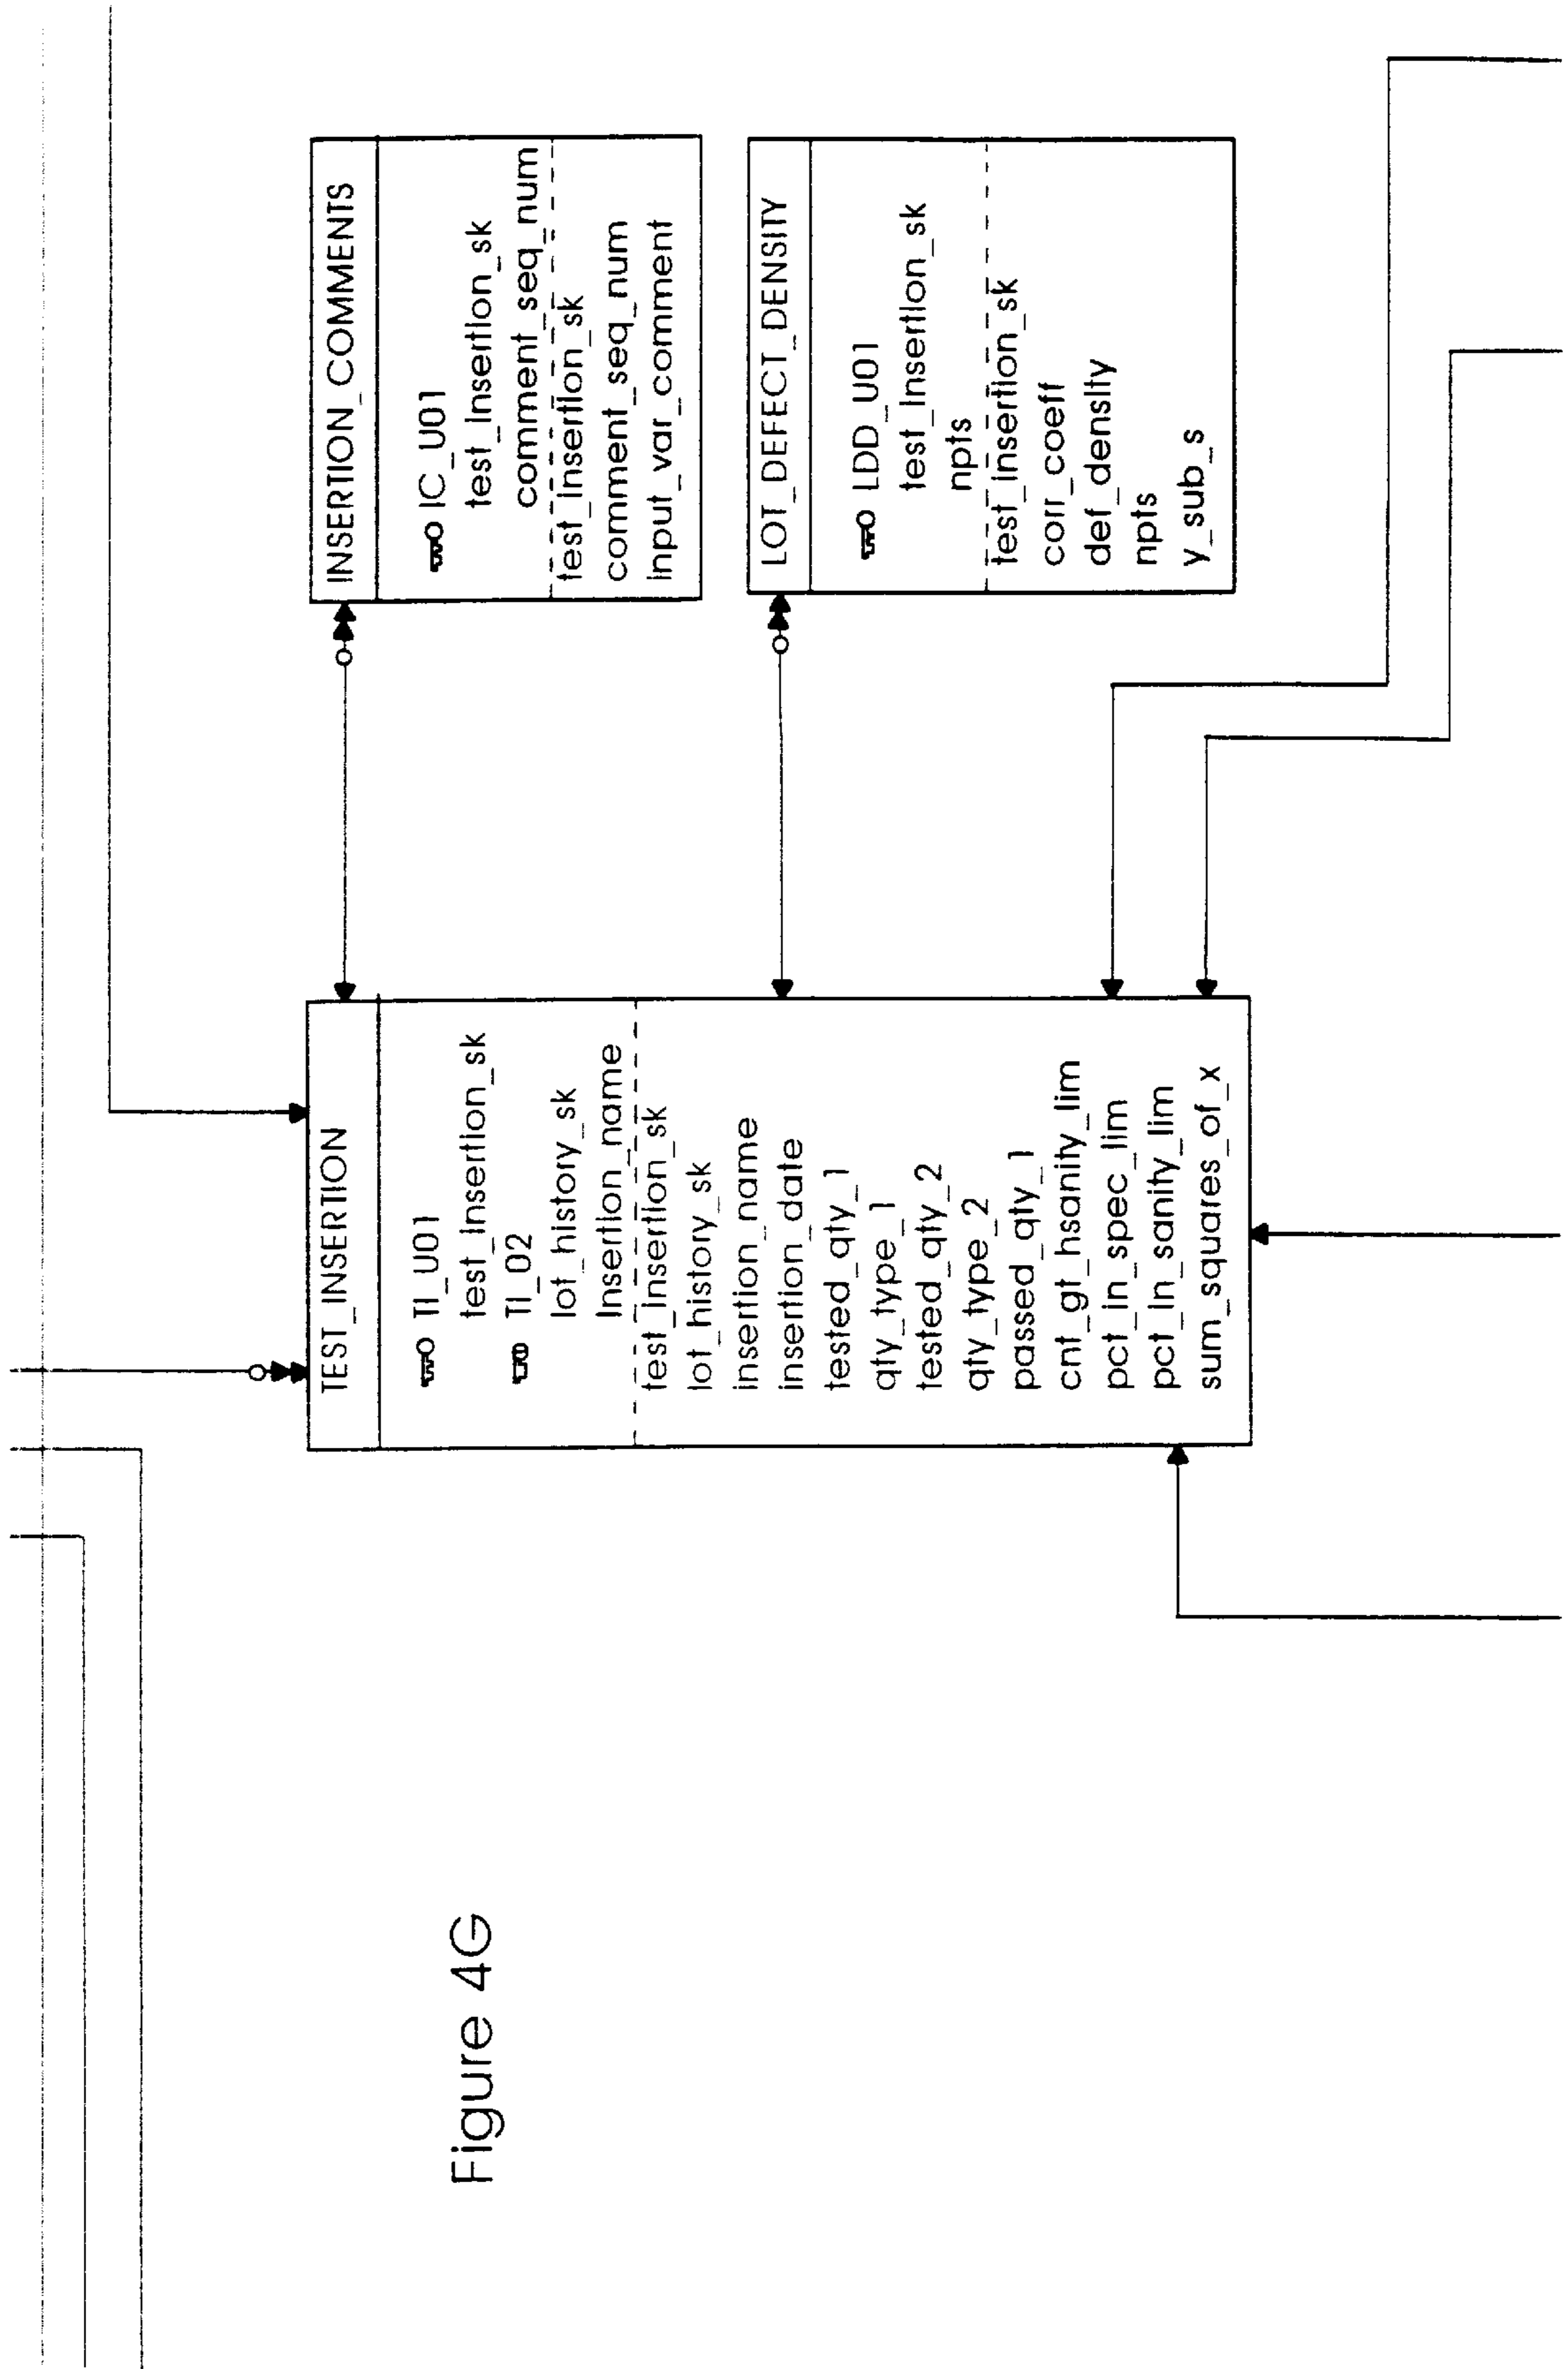 TEST_INSERTION
TI_U01
test_insertion_sk
TI_02
lot_history_sk
insertion_name
test_insertion_sk
lot_history_sk
insertion_name
insertion_date
tested_qty_1
qty_type_1
tested_qty_2
qty_type_2
passed_qty_1
cnt_gt_hsanity_lim
pct_in_spec_lim
pct_in_sanity_lim
sum_squares_of_x
INSERTION_COMMENTS
IC_U01
test_insertion_sk
comment_seq_num
test_insertion_sk
comment_seq_num
input_var_comment
LOT_DEFECT_DENSITY
LDD_U01
test_insertion_sk
npts
test_insertion_sk
corr_coeff
def_density
npts
y_sub_s
Figure 4G